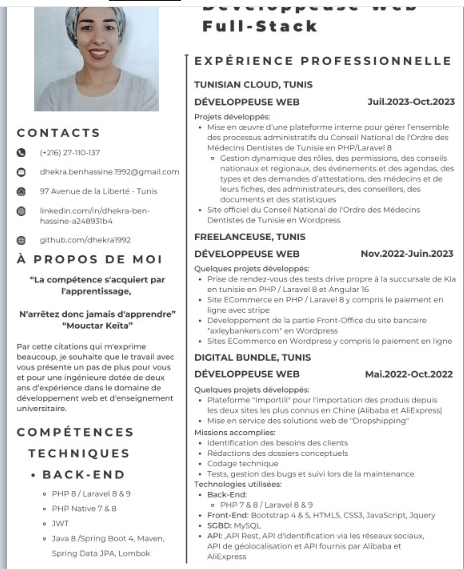 Développeuse Web
Full-Stack
CONTACTS
(+216) 27-110-137
dhekra.benhassine.1992@gmail.com
97 Avenue de la Liberté - Tunis
linkedin.com/in/dhekra-ben-
hassine-a248931b4
github.com/dhekra1992
À PROPOS DE MOI
“La compétence s'acquiert par
l'apprentissage,
N'arrêtez donc jamais d'apprendre”
“Mouctar Keïta”
Par cette citations qui m'exprime
beaucoup, je souhaite que le travail avec
vous présente un pas de plus pour vous
et pour une ingénieure dotée de deux
ans d'expérience dans le domaine de
développement web et d'enseignement
universitaire.
COMPÉTENCES
TECHNIQUES
• BACK-END
PHP 8 / Laravel 8 & 9
PHP Native 7 & 8
JWT
Java 8 /Spring Boot 4, Maven,
Spring Data JPA, Lombok
EXPÉRIENCE PROFESSIONNELLE
TUNISIAN CLOUD, TUNIS
DÉVELOPPEUSE WEB Juil.2023-Oct.2023
Projets développés:
• Mise en œuvre d'une plateforme interne pour gérer l'ensemble
des processus administratifs du Conseil National de l'Ordre des
Médecins Dentistes de Tunisie en PHP/Laravel 8
Gestion dynamique des rôles, des permissions, des conseils
nationaux et régionaux, des événements et des agendas, des
types et des demandes d'attestations, des médecins et de
leurs fiches, des administrateurs, des conseillers, des
documents et des statistiques
• Site officiel du Conseil National de l'Ordre des Médecins
Dentistes de Tunisie en Wordpress
FREELANCEUSE, TUNIS
DÉVELOPPEUSE WEB Nov.2022-Juin.2023
Quelques projets développés:
• Prise de rendez-vous des tests drive propre à la succursale de Kia
en tunisie en PHP / Laravel 8 et Angular 16
• Site ECommerce en PHP / Laravel 8 y compris le paiement en
ligne avec stripe
• Développement de la partie Front-Office du site bancaire
"axleybankers.com" en Wordpress
• Sites ECommerce en Wordpress y compris le paiement en ligne
DIGITAL BUNDLE, TUNIS
DÉVELOPPEUSE WEB Mai.2022-Oct.2022
Quelques projets développés:
• Plateforme "Importili" pour l'importation des produis depuis
les deux sites les plus connus en Chine (Alibaba et AliExpress)
• Mise en service des solutions web de "Dropshipping"
Missions accomplies:
• Identification des besoins des clients
• Rédactions des dossiers conceptuels
• Codage technique
• Tests, gestion des bugs et suivi lors de la maintenance
Technologies utilisées:
• Back-End:
PHP 7 & 8 / Laravel 8 & 9
• Front-End: Bootstrap 4 & 5, HTML5, CSS3, JavaScript, Jquery
• SGBD: MySQL
• API: ,API Rest, API d'identification via les réseaux sociaux,
API de géolocalisation et API fournis par Alibaba et
AliExpress